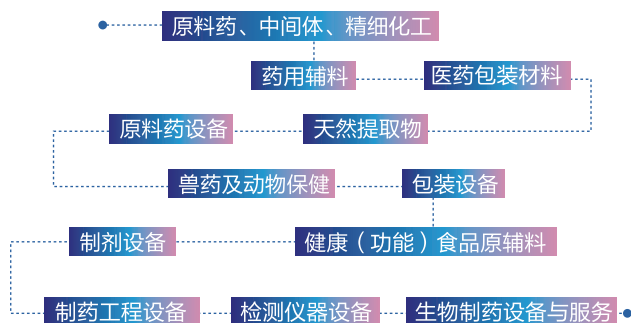 原料药、中间体、精细化工
药用辅料 医药包装材料
原料药设备 天然提取物
兽药及动物保健 包装设备
制剂设备 健康（功能）食品原辅料
制药工程设备 检测仪器设备 生物制药设备与服务